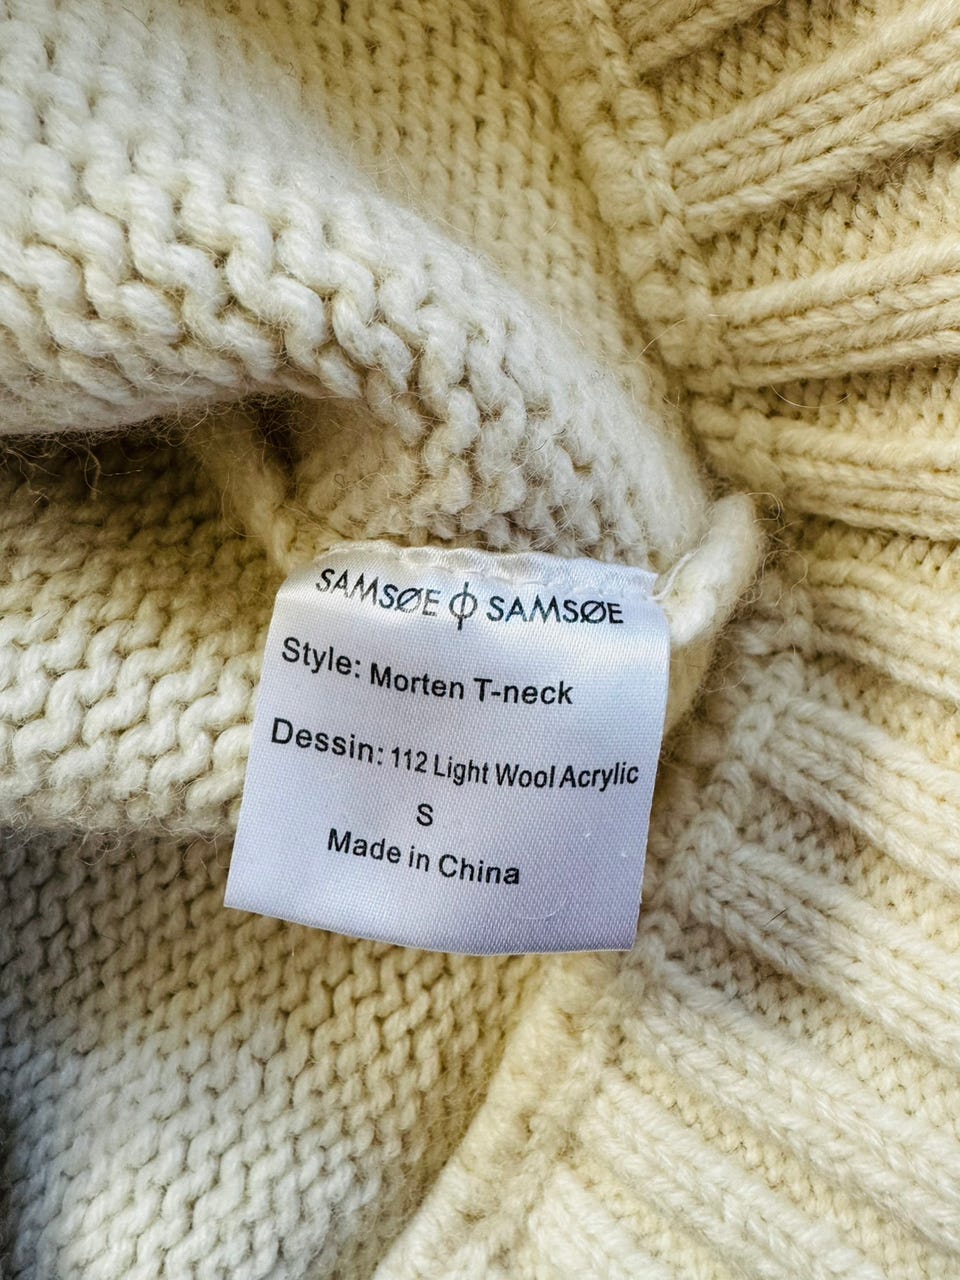 SAMSØE ɸ SAMSØE
Style: Morten T-neck
Dessin: 112 Light Wool Acrylic
S
Made in China